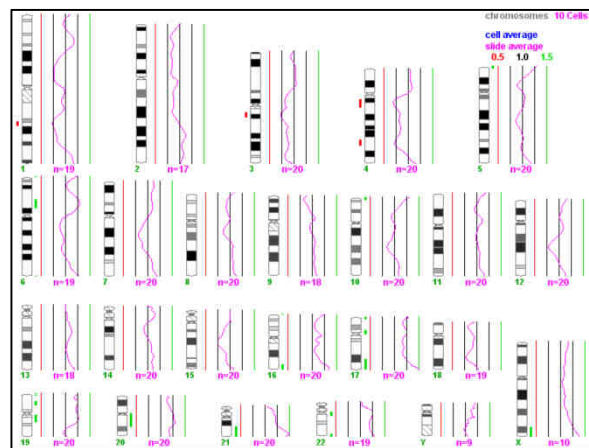 chromosomes 10 Cells
cell average
slide average
0.5 1.0 1.5
1 n=19
2 n=17
3 n=20
4 n=20
5 n=20
6 n=19
7 n=20
8 n=20
9 n=18
10 n=20
11 n=20
12 n=20
13 n=18
14 n=20
15 n=20
16 n=20
17 n=20
18 n=19
19 n=20
20 n=20
21 n=20
22 n=19
Y n=9
X n=10